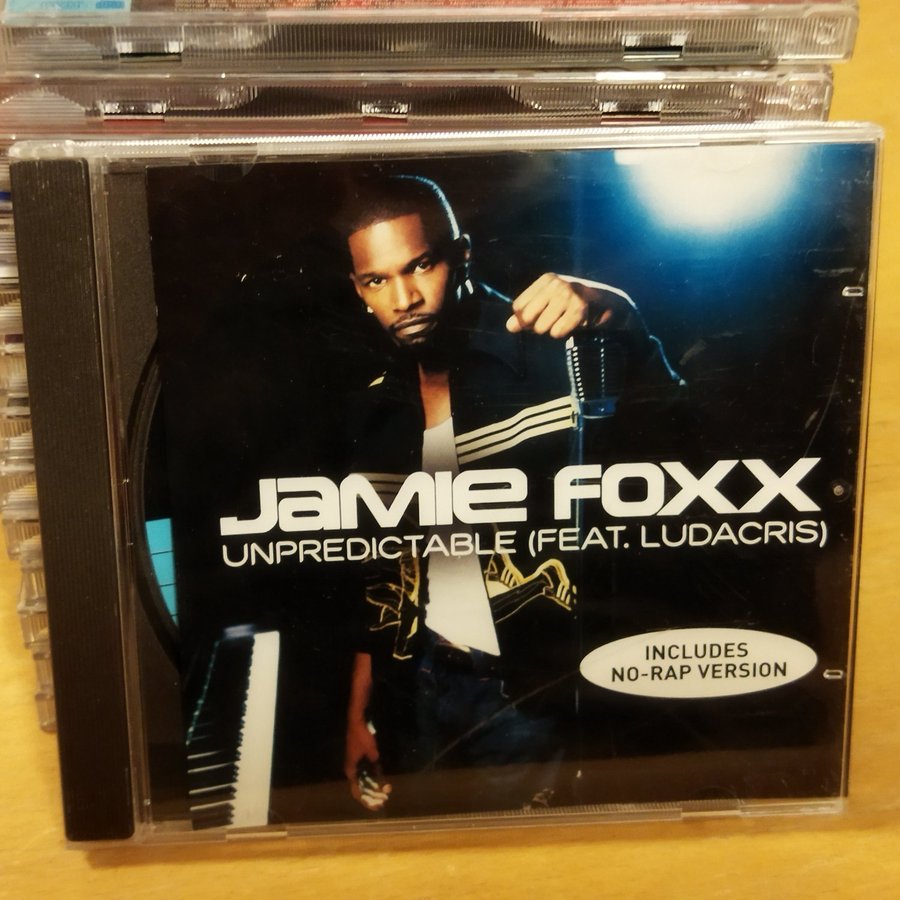 JAMIE FOXX
UNPREDICTABLE (FEAT. LUDACRIS)
INCLUDES
NO-RAP VERSION